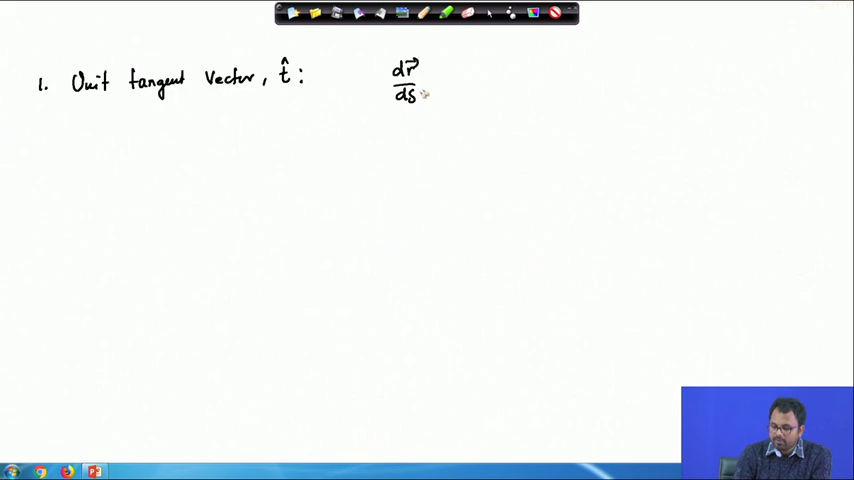 1. Unit tangent vector, t̂ : dr⃗/ds